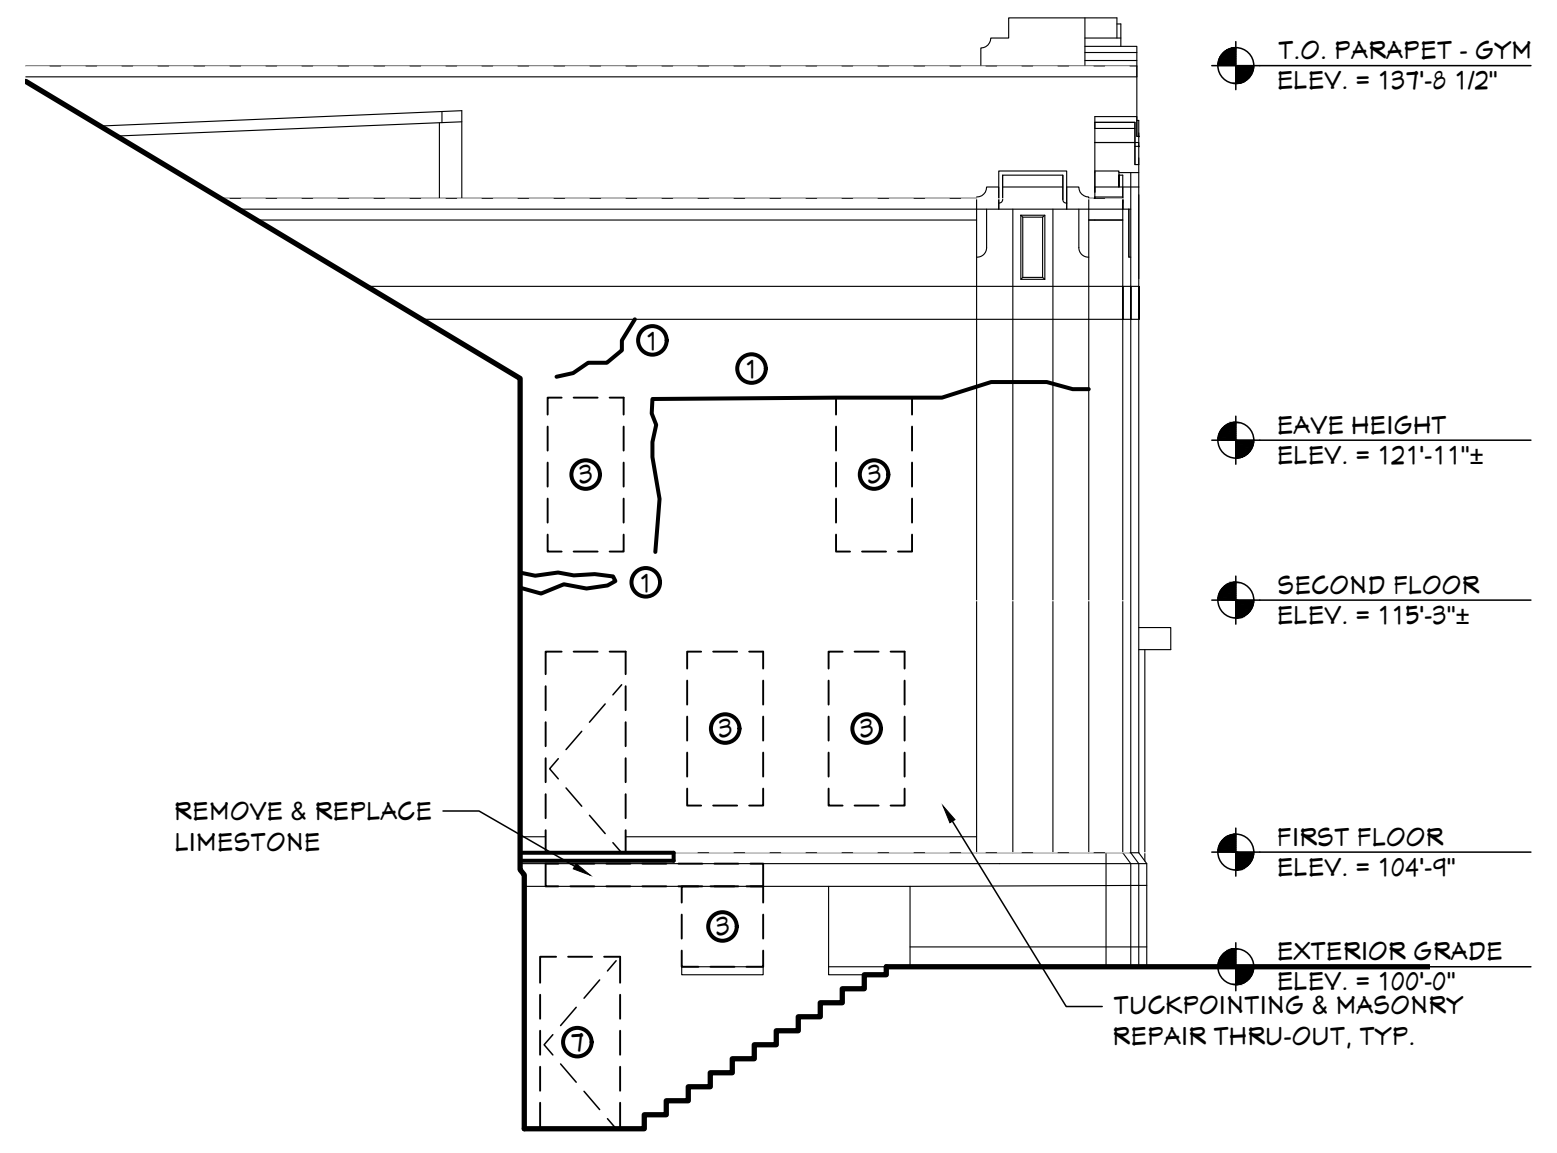 T.O. PARAPET - GYM
ELEV. = 137'-8 1/2"
1
1
EAVE HEIGHT
ELEV. = 121'-11"±
3
3
1
SECOND FLOOR
ELEV. = 115'-3"±
3
3
REMOVE & REPLACE
LIMESTONE
FIRST FLOOR
ELEV. = 104'-9"
3
EXTERIOR GRADE
ELEV. = 100'-0"
TUCKPOINTING & MASONRY
REPAIR THRU-OUT, TYP.
7